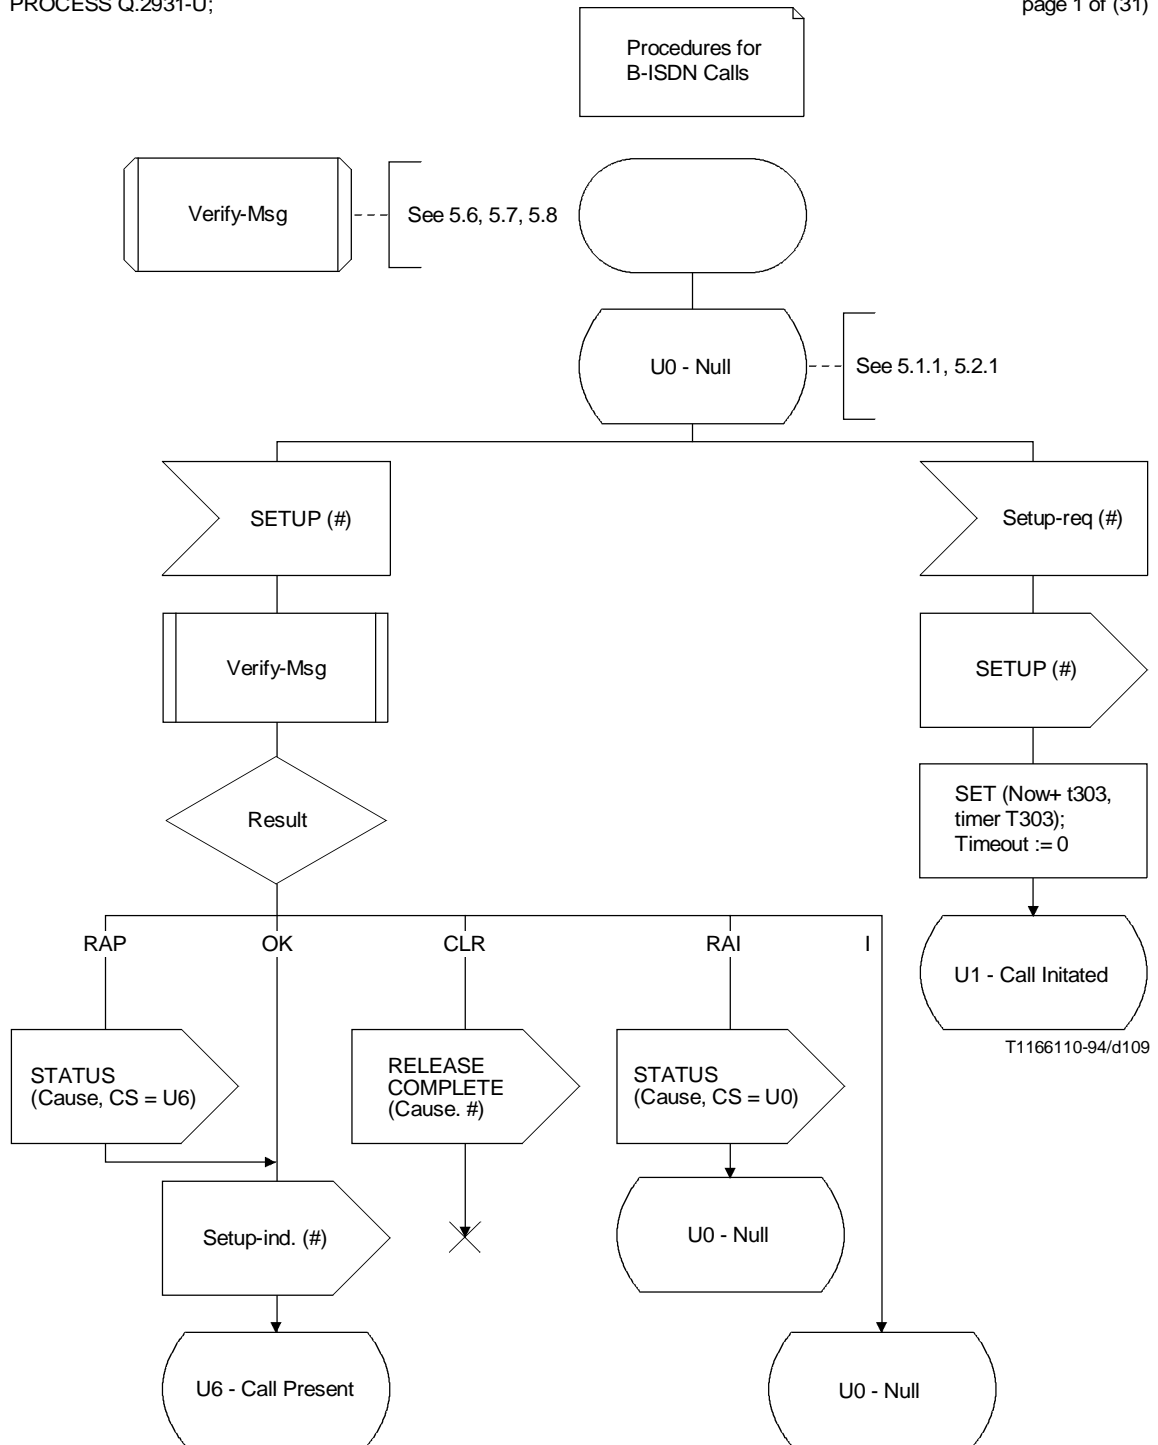 PROCESS Q.2931-U;
page 1 of (31)
Procedures for
B-ISDN Calls
Verify-Msg
See 5.6, 5.7, 5.8
U0 - Null
See 5.1.1, 5.2.1
SETUP (#)
Setup-req (#)
Verify-Msg
SETUP (#)
Result
SET (Now+ t303,
timer T303);
Timeout := 0
RAP
OK
CLR
RAI
I
U1 - Call Initated
T1166110-94/d109
STATUS
(Cause, CS = U6)
RELEASE
COMPLETE
(Cause. #)
STATUS
(Cause, CS = U0)
Setup-ind. (#)
U0 - Null
U6 - Call Present
U0 - Null